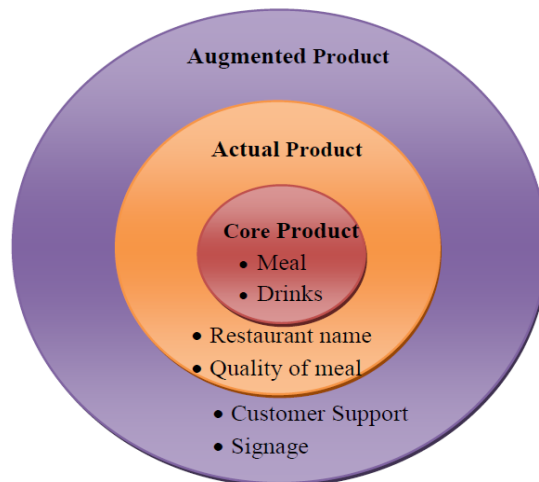 Augmented Product
Actual Product
Core Product
• Meal
• Drinks
• Restaurant name
• Quality of meal
• Customer Support
• Signage